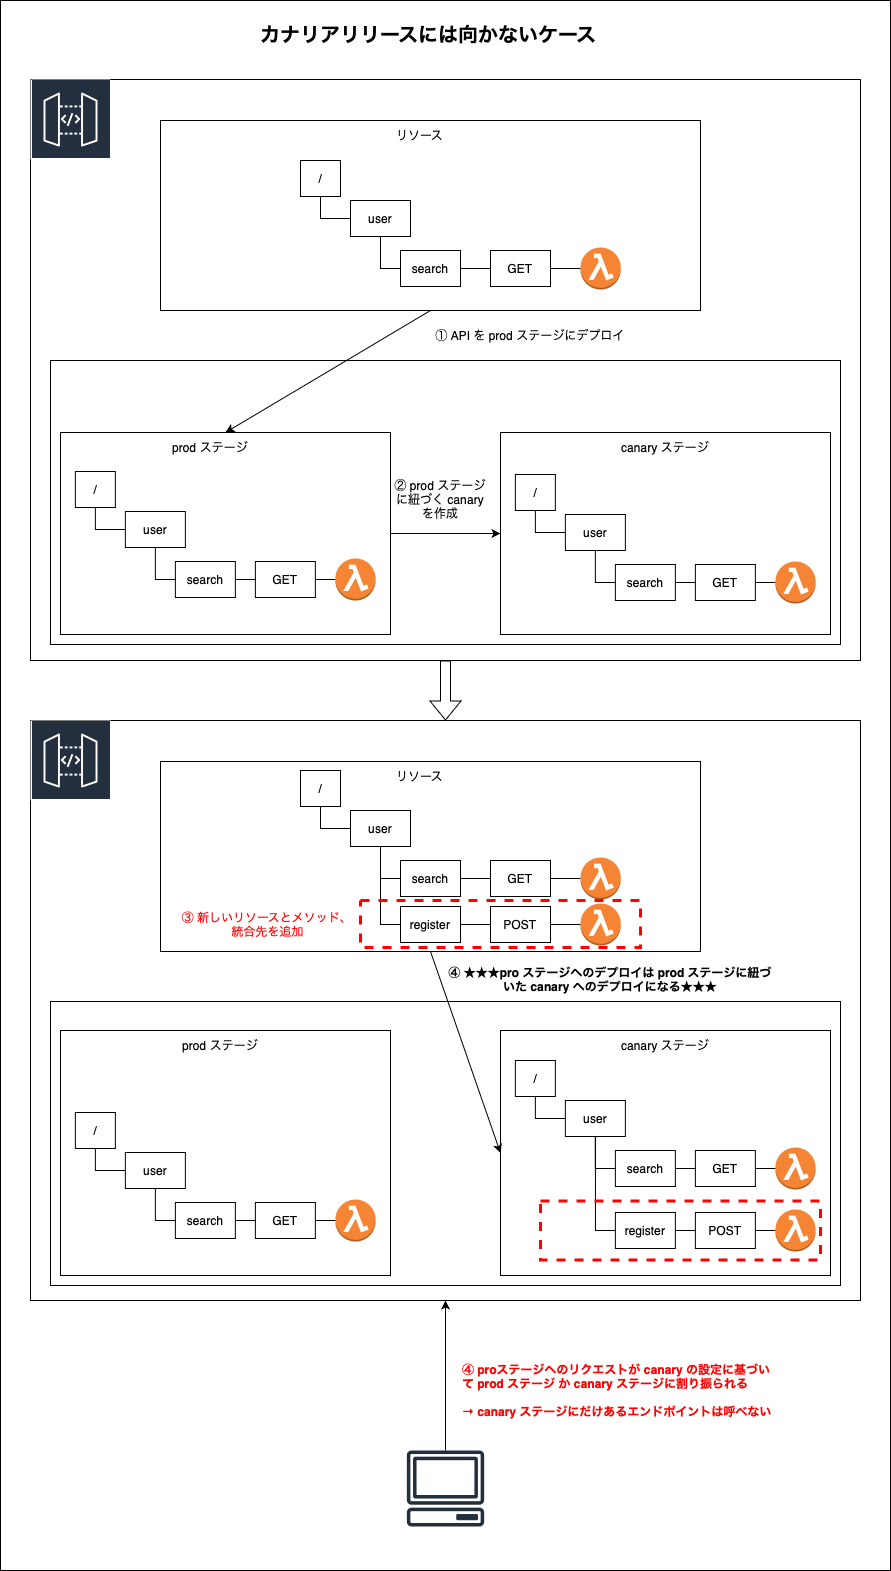 カナリアリリースには向かないケース
</>
リソース
/
user
search
GET
① API を prod ステージにデプロイ
prod ステージ
/
user
search
GET
② prod ステージ
に紐づく canary
を作成
canary ステージ
/
user
search
GET
</>
リソース
/
user
search
GET
③ 新しいリソースとメソッド、
統合先を追加
register
POST
④ ★★★pro ステージへのデプロイは prod ステージに紐づ
いた canary へのデプロイになる★★★
prod ステージ
/
user
search
GET
canary ステージ
/
user
search
GET
register
POST
④ proステージへのリクエストが canary の設定に基づい
て prod ステージ か canary ステージに割り振られる
→ canary ステージにだけあるエンドポイントは呼べない